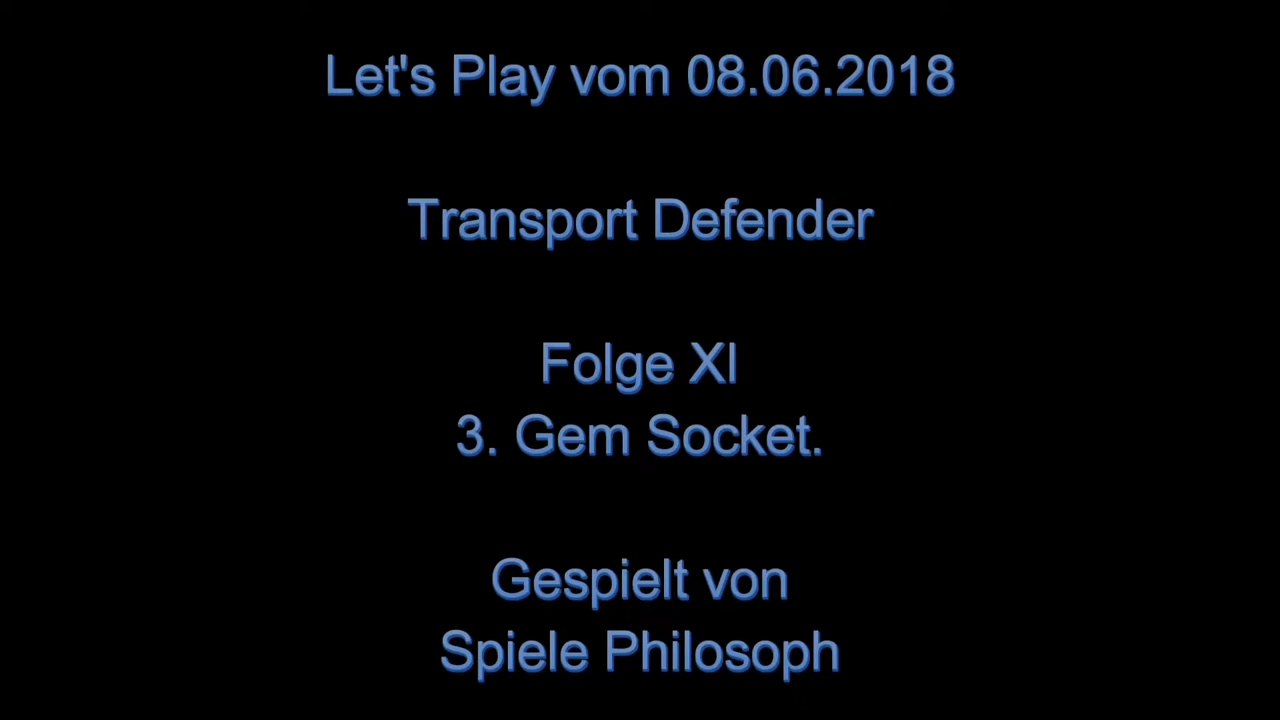 Let's Play vom 08.06.2018
Transport Defender
Folge XI
3. Gem Socket.
Gespielt von
Spiele Philosoph